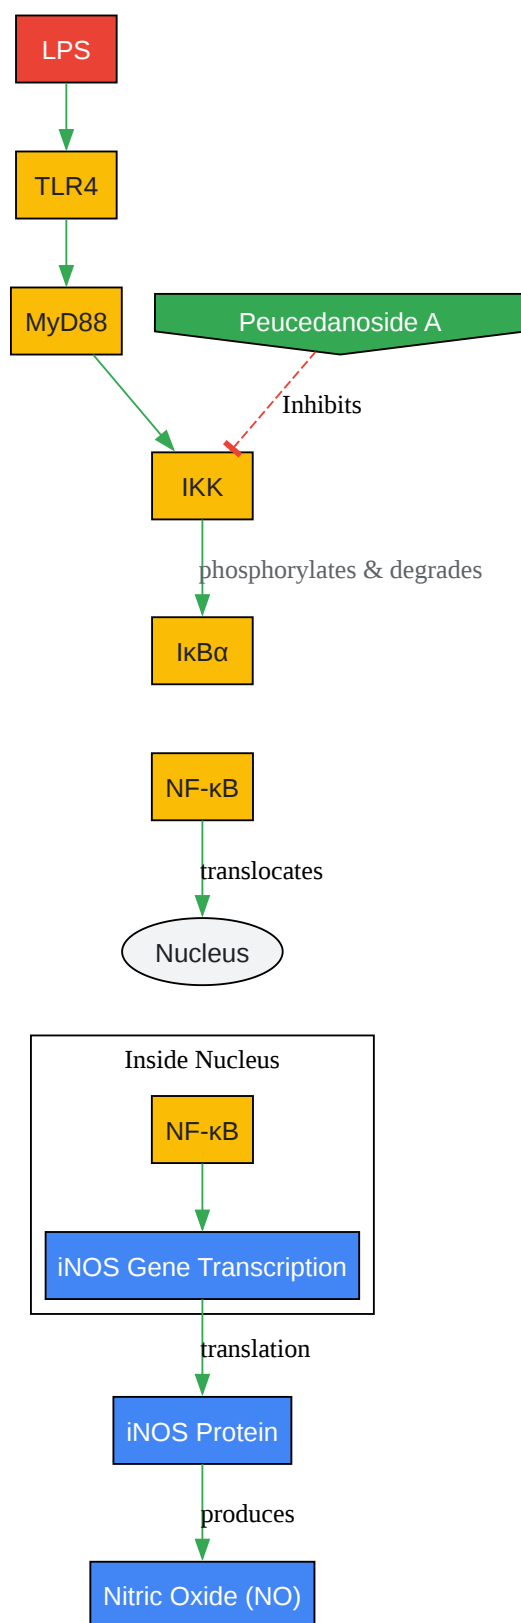 LPS
TLR4
MyD88
Peucedanoside A
Inhibits
IKK
phosphorylates & degrades
IκBα
NF-κB
translocates
Nucleus
Inside Nucleus
NF-κB
iNOS Gene Transcription
translation
iNOS Protein
produces
Nitric Oxide (NO)